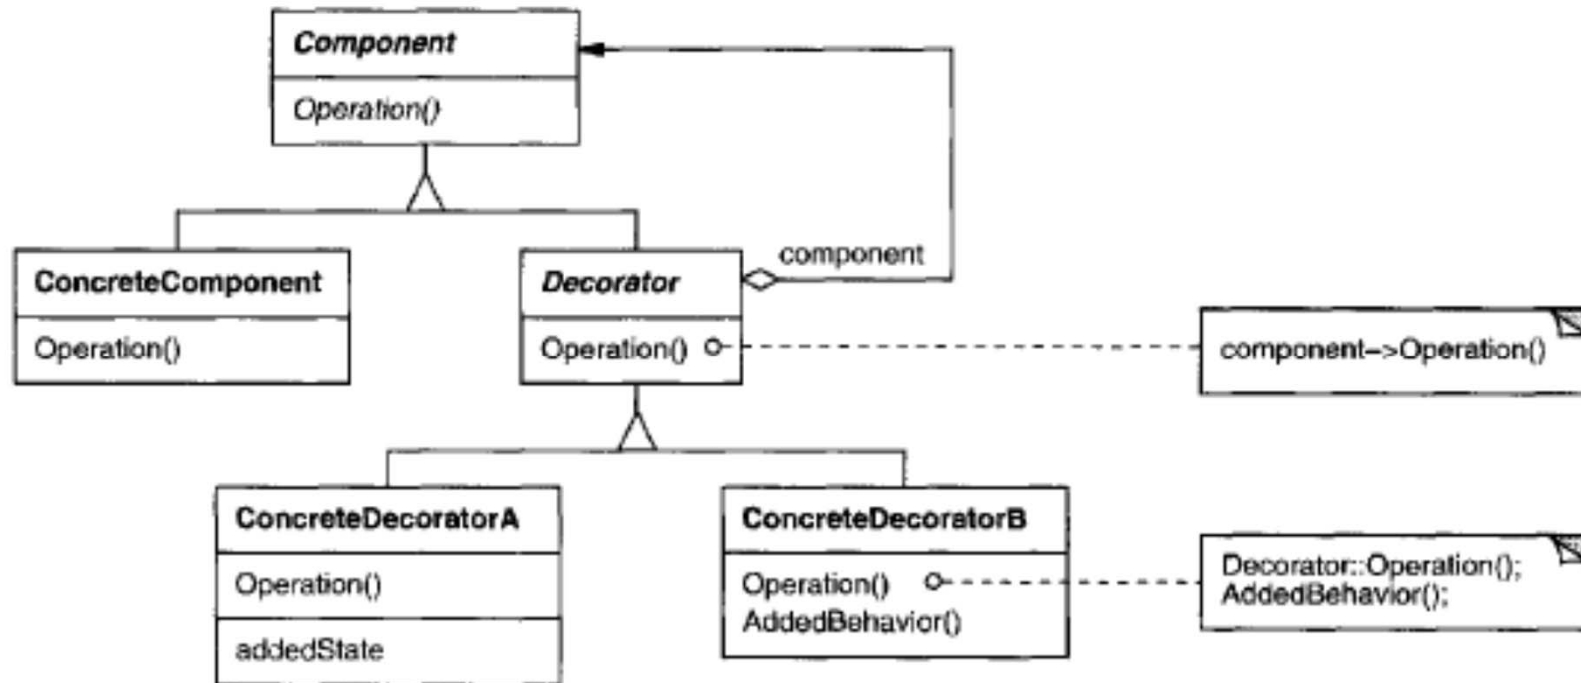 Component
Operation()
component
ConcreteComponent
Operation()
Decorator
Operation()
component->Operation()
ConcreteDecoratorA
Operation()
addedState
ConcreteDecoratorB
Operation()
AddedBehavior()
Decorator::Operation();
AddedBehavior();